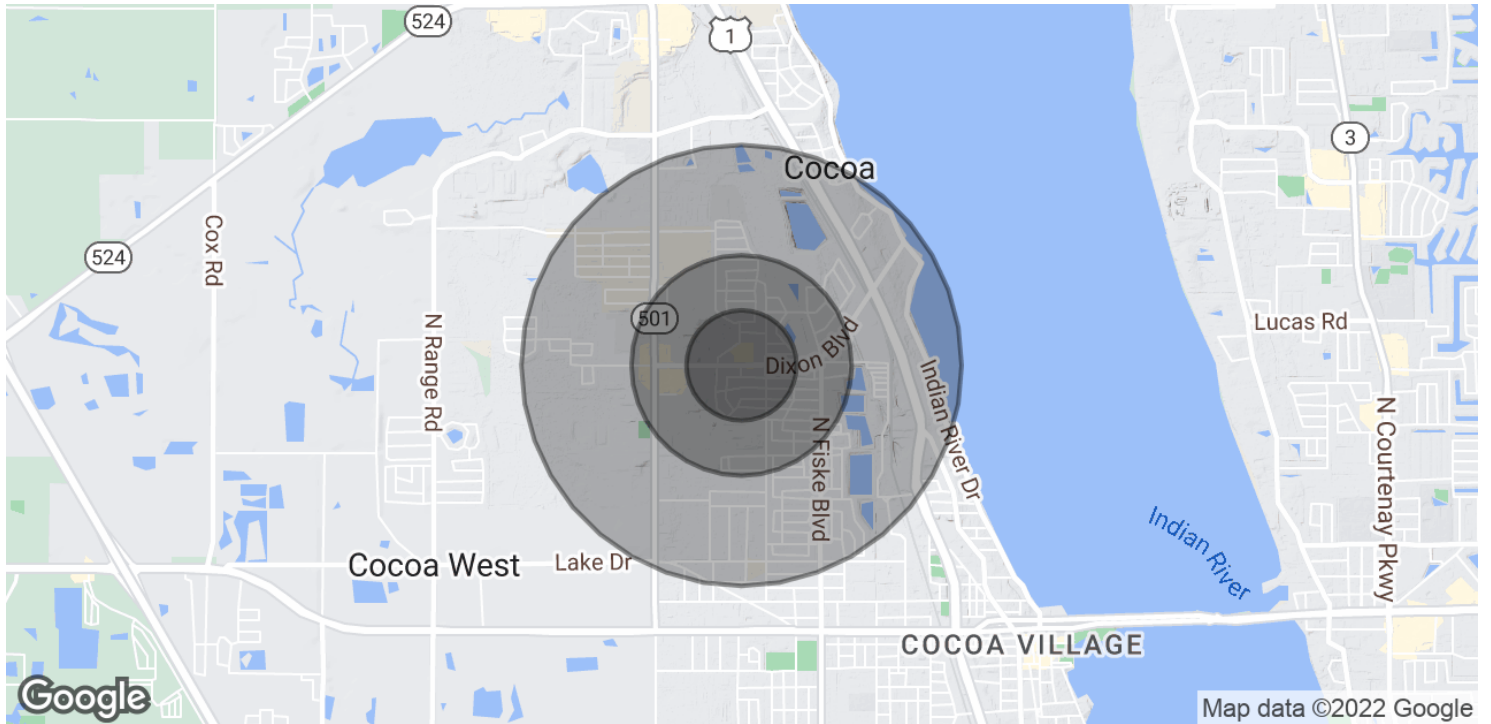 524
1
3
Cocoa
Cox Rd
524
501
N Range Rd
Dixon Blvd
Lucas Rd
Indian River Dr
N Fiske Blvd
N Courtenay Pkwy
Indian River
Cocoa West
Lake Dr
COCOA VILLAGE
Google
Map data ©2022 Google